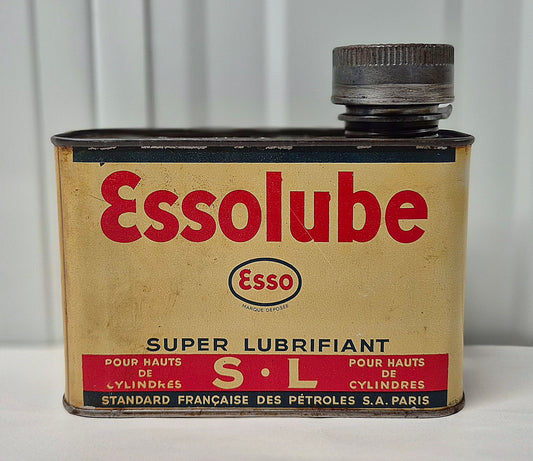 Essolube
Esso
MARQUE DÉPOSÉE
SUPER LUBRIFIANT
POUR HAUTS
DE
CYLINDRES
S · L
POUR HAUTS
DE
CYLINDRES
STANDARD FRANÇAISE DES PÉTROLES S.A. PARIS